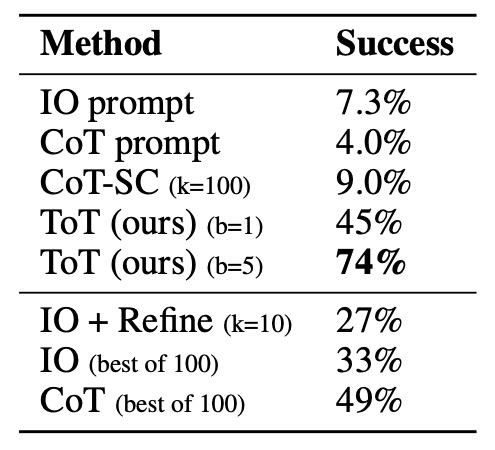 Method Success
IO prompt 7.3%
CoT prompt 4.0%
CoT-SC (k=100) 9.0%
ToT (ours) (b=1) 45%
ToT (ours) (b=5) 74%
IO + Refine (k=10) 27%
IO (best of 100) 33%
CoT (best of 100) 49%